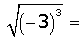 √(−3)³ =